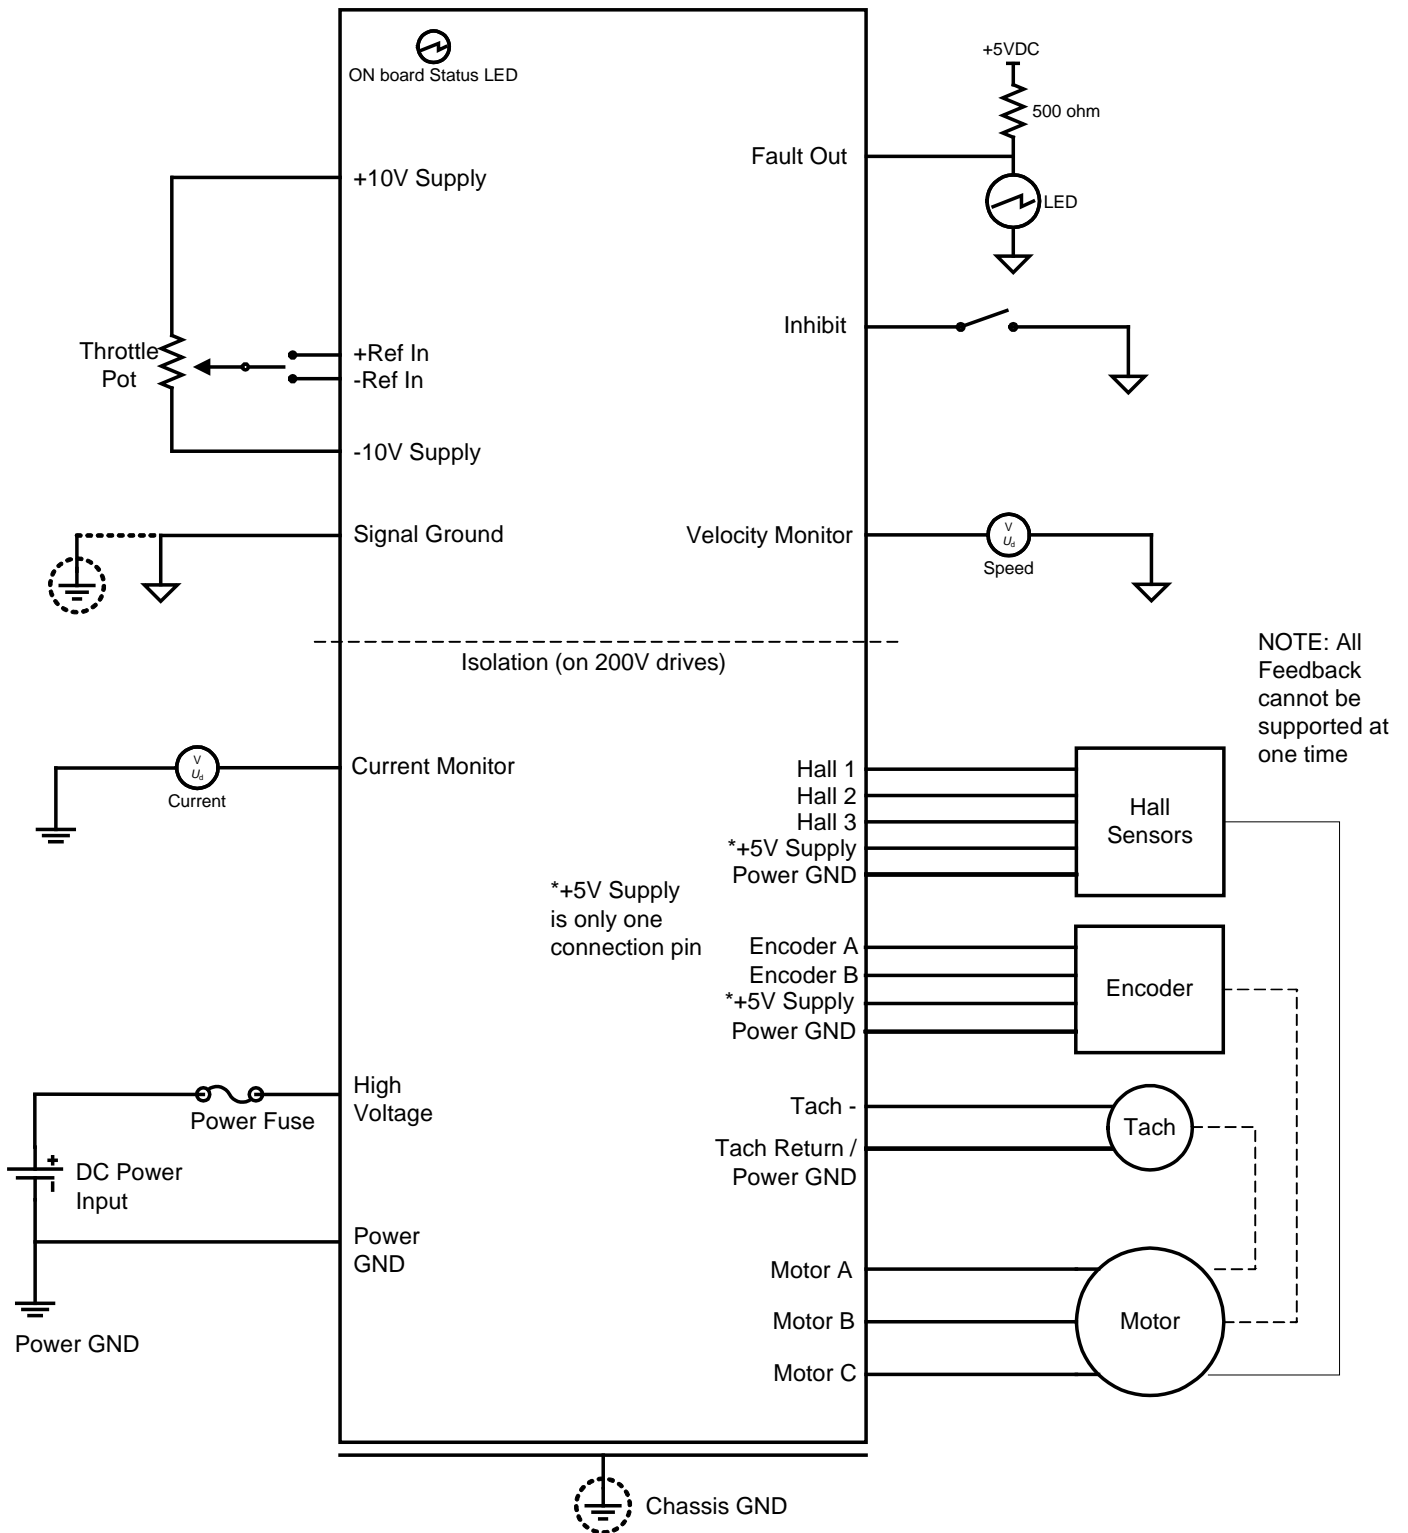 ON board Status LED
+5VDC
500 ohm
Fault Out
LED
+10V Supply
Inhibit
Throttle
Pot
+Ref In
-Ref In
-10V Supply
Signal Ground
Velocity Monitor
V
Ud
Speed
Isolation (on 200V drives)
NOTE: All
Feedback
cannot be
supported at
one time
Current Monitor
V
Ud
Current
Hall 1
Hall 2
Hall 3
*+5V Supply
Power GND
Hall
Sensors
*+5V Supply
is only one
connection pin
Encoder A
Encoder B
*+5V Supply
Power GND
Encoder
High
Voltage
Power Fuse
Tach -
Tach Return /
Power GND
Tach
+
DC Power
Input
Power
GND
Power GND
Motor A
Motor B
Motor C
Motor
Chassis GND